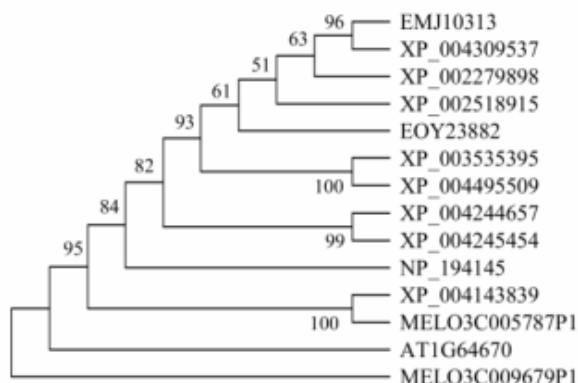 96 EMJ10313
63 XP_004309537
XP_002279898
51
XP_002518915
61
EOY23882
93
XP_003535395
100 XP_004495509
82
XP_004244657
99 XP_004245454
84
NP_194145
95
XP_004143839
100 MELO3C005787P1
AT1G64670
MELO3C009679P1